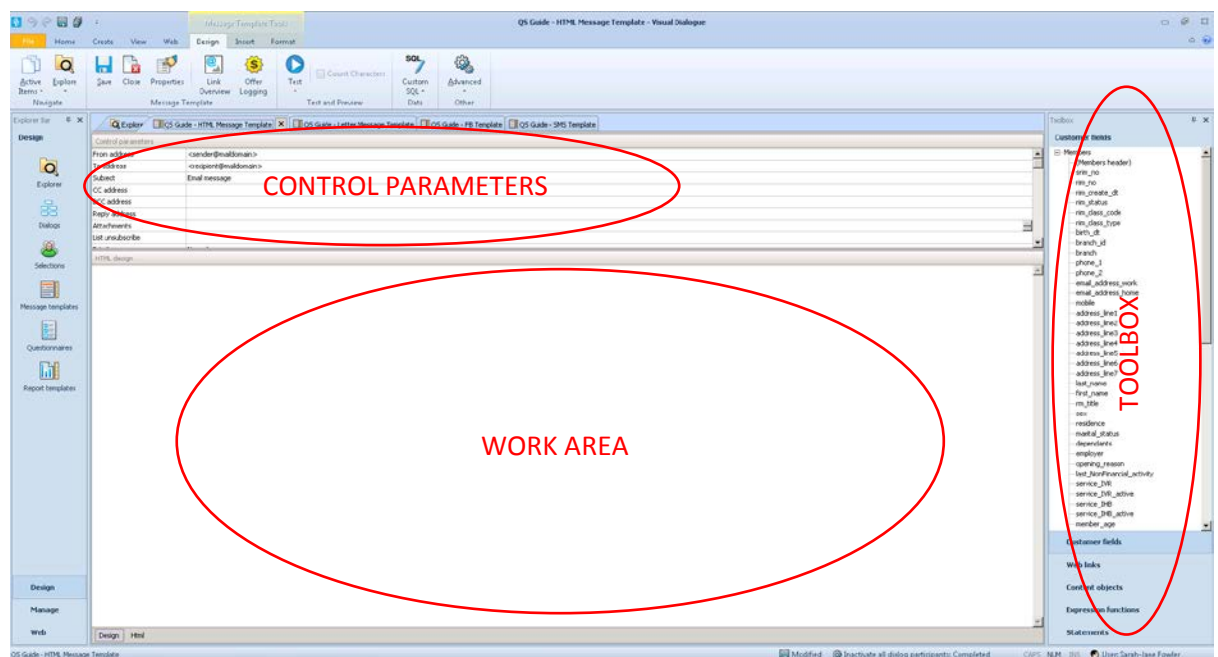 Message Template Tasks
QS Guide - HTML Message Template - Visual Dialogue
File Home Create View Web Design Insert Format
Active Items
Explore
Save
Close
Properties
Link Overview
Offer Logging
Test
Count Characters
SQL
Custom SQL
Advanced
Navigate
Message Template
Test and Preview
Data
Other
Explorer Bar
Design
Explorer
Dialogs
Selections
Message templates
Questionnaires
Report templates
Design
Manage
Web
Explorer
QS Guide - HTML Message Template
QS Guide - Letter Message Template
QS Guide - FB Template
QS Guide - SMS Template
Control parameters
From address <sender@maildomain>
To address <recipient@maildomain>
Subject Email message
CC address
BCC address
Reply address
Attachments
List unsubscribe
CONTROL PARAMETERS
HTML design
WORK AREA
Design Html
Toolbox
Customer fields
Members
(Members header)
rim_no
rim_create_dt
rim_status
rim_class_code
rim_class_type
birth_dt
branch_id
branch
phone_1
phone_2
email_address_work
email_address_home
mobile
address_line1
address_line2
address_line3
address_line4
address_line5
address_line6
address_line7
last_name
first_name
rm_title
sex
residence
marital_status
dependants
employer
opening_reason
last_NonFinancial_activity
service_IVR
service_IVR_active
service_IHB
service_IHB_active
member_age
TOOLBOX
Customer fields
Web links
Content objects
Expression functions
Statements
QS Guide - HTML Message Template
Modified
Inactivate all dialog participants: Completed
CAPS NUM INS
User: Sarah-Jane Fowler